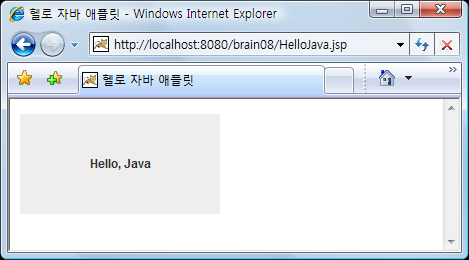 헬로 자바 애플릿 - Windows Internet Explorer
http://localhost:8080/brain08/HelloJava.jsp
헬로 자바 애플릿
Hello, Java